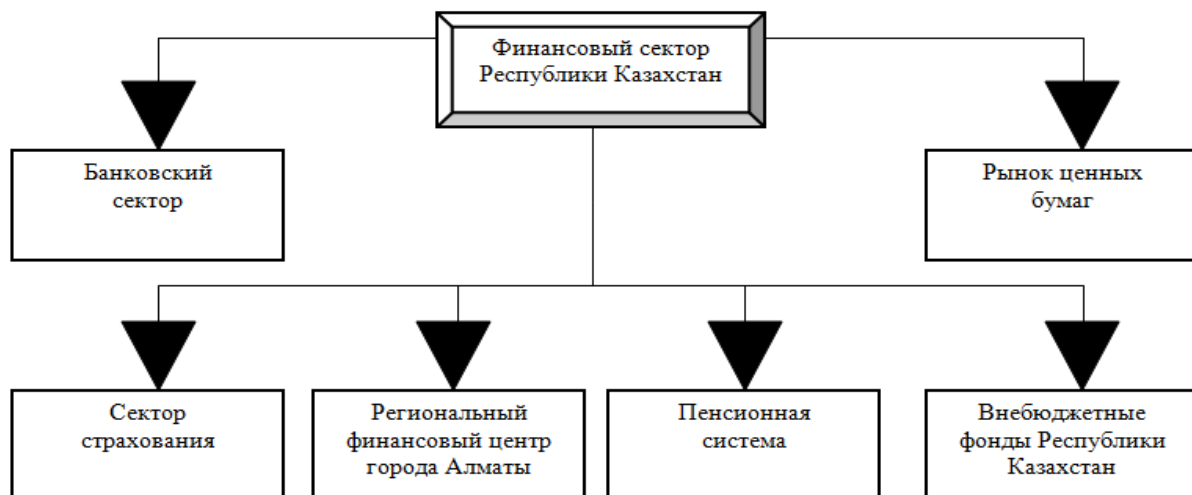 Финансовый сектор
Республики Казахстан
Банковский
сектор
Рынок ценных
бумаг
Сектор
страхования
Региональный
финансовый центр
города Алматы
Пенсионная
система
Внебюджетные
фонды Республики
Казахстан